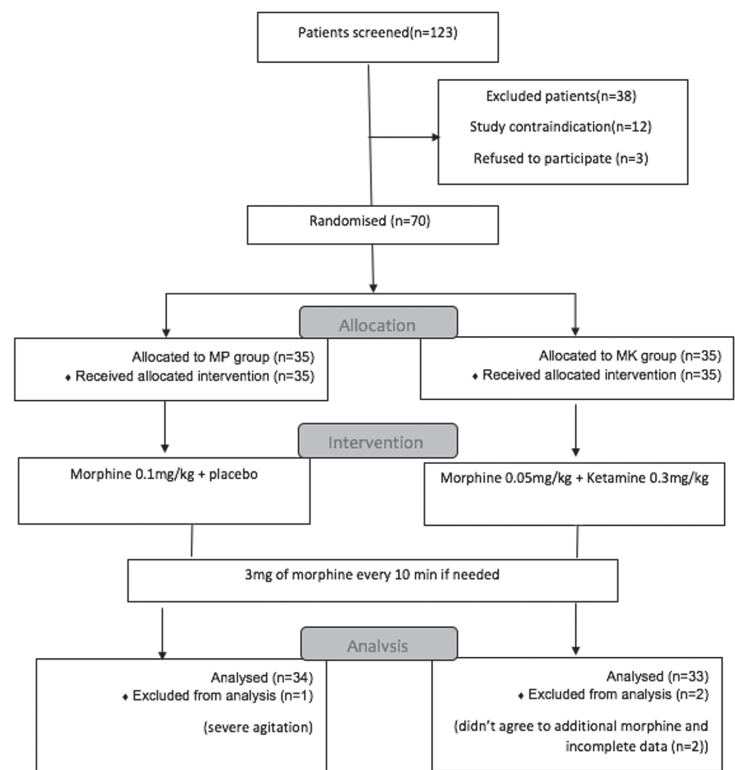 Patients screened(n=123)
Excluded patients(n=38)
Study contraindication(n=12)
Refused to participate (n=3)
Randomised (n=70)
Allocation
Allocated to MP group (n=35)
♦ Received allocated intervention (n=35)
Allocated to MK group (n=35)
♦ Received allocated intervention (n=35)
Intervention
Morphine 0.1mg/kg + placebo
Morphine 0.05mg/kg + Ketamine 0.3mg/kg
3mg of morphine every 10 min if needed
Analvsis
Analysed (n=34)
♦ Excluded from analysis (n=1)
(severe agitation)
Analysed (n=33)
♦ Excluded from analysis (n=2)
(didn't agree to additional morphine and
incomplete data (n=2))